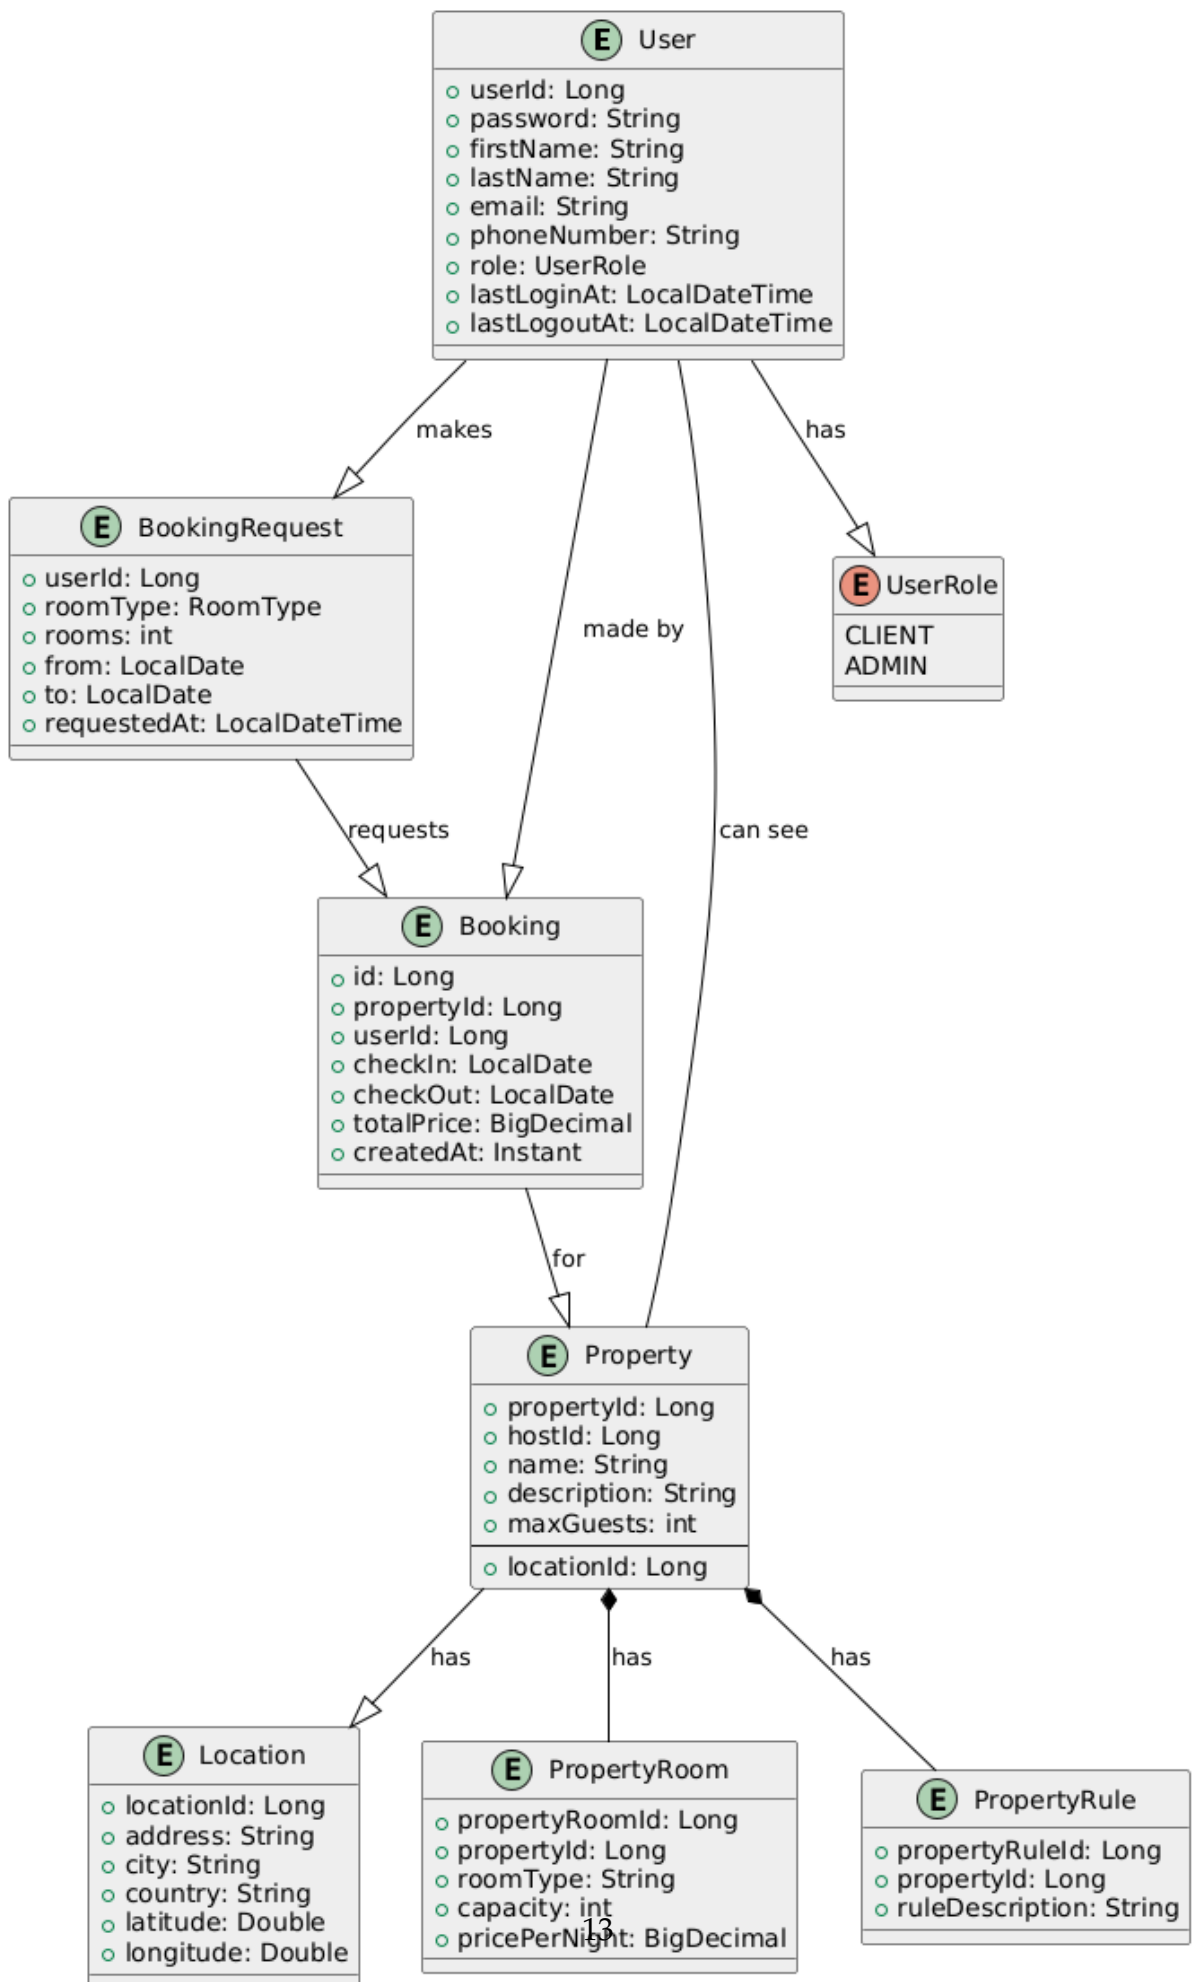 E User
userId: Long
password: String
firstName: String
lastName: String
email: String
phoneNumber: String
role: UserRole
lastLoginAt: LocalDateTime
lastLogoutAt: LocalDateTime
makes
has
E BookingRequest
userId: Long
roomType: RoomType
rooms: int
from: LocalDate
to: LocalDate
requestedAt: LocalDateTime
E UserRole
CLIENT
ADMIN
made by
requests
can see
E Booking
id: Long
propertyId: Long
userId: Long
checkIn: LocalDate
checkOut: LocalDate
totalPrice: BigDecimal
createdAt: Instant
for
E Property
propertyId: Long
hostId: Long
name: String
description: String
maxGuests: int
locationId: Long
has
has
has
E Location
locationId: Long
address: String
city: String
country: String
latitude: Double
longitude: Double
E PropertyRoom
propertyRoomId: Long
propertyId: Long
roomType: String
capacity: int
pricePerNight: BigDecimal
E PropertyRule
propertyRuleId: Long
propertyId: Long
ruleDescription: String
13